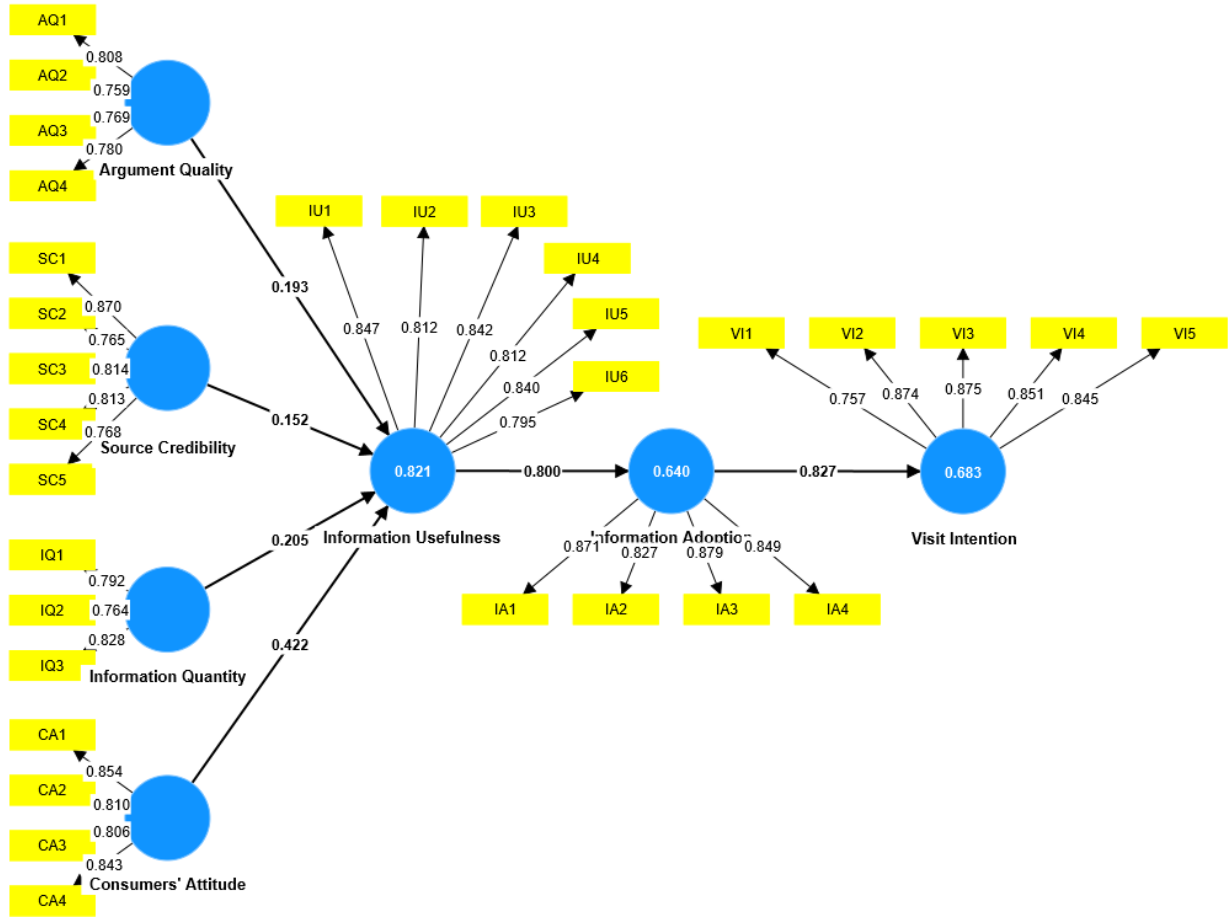 AQ1
0.808
AQ2
0.759
0.769
AQ3
0.780
Argument Quality
AQ4
IU1
IU2
IU3
SC1
IU4
0.193
0.870
SC2
IU5
0.765
0.847
0.812
0.842
VI1
VI2
VI3
VI4
VI5
0.812
SC3
0.814
IU6
0.840
0.813
0.757
0.874
0.875
0.851
0.845
SC4
0.768
0.795
0.152
Source Credibility
SC5
0.821
0.800
0.640
0.827
0.683
Information Usefulness
Information Adoption
Visit Intention
0.205
0.871
0.827
0.879
0.849
IQ1
0.792
IQ2
0.764
IA1
IA2
IA3
IA4
0.828
0.422
IQ3
Information Quantity
CA1
0.854
CA2
0.810
0.806
CA3
0.843
Consumers' Attitude
CA4